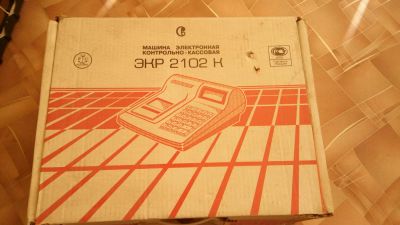 МАШИНА ЭЛЕКТРОННАЯ
КОНТРОЛЬНО-КАССОВАЯ
ЭКР 2102 К